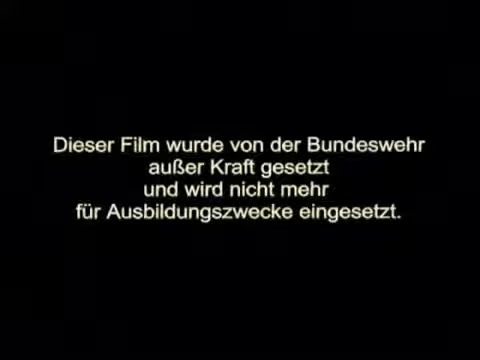 Dieser Film wurde von der Bundeswehr
außer Kraft gesetzt
und wird nicht mehr
für Ausbildungszwecke eingesetzt.